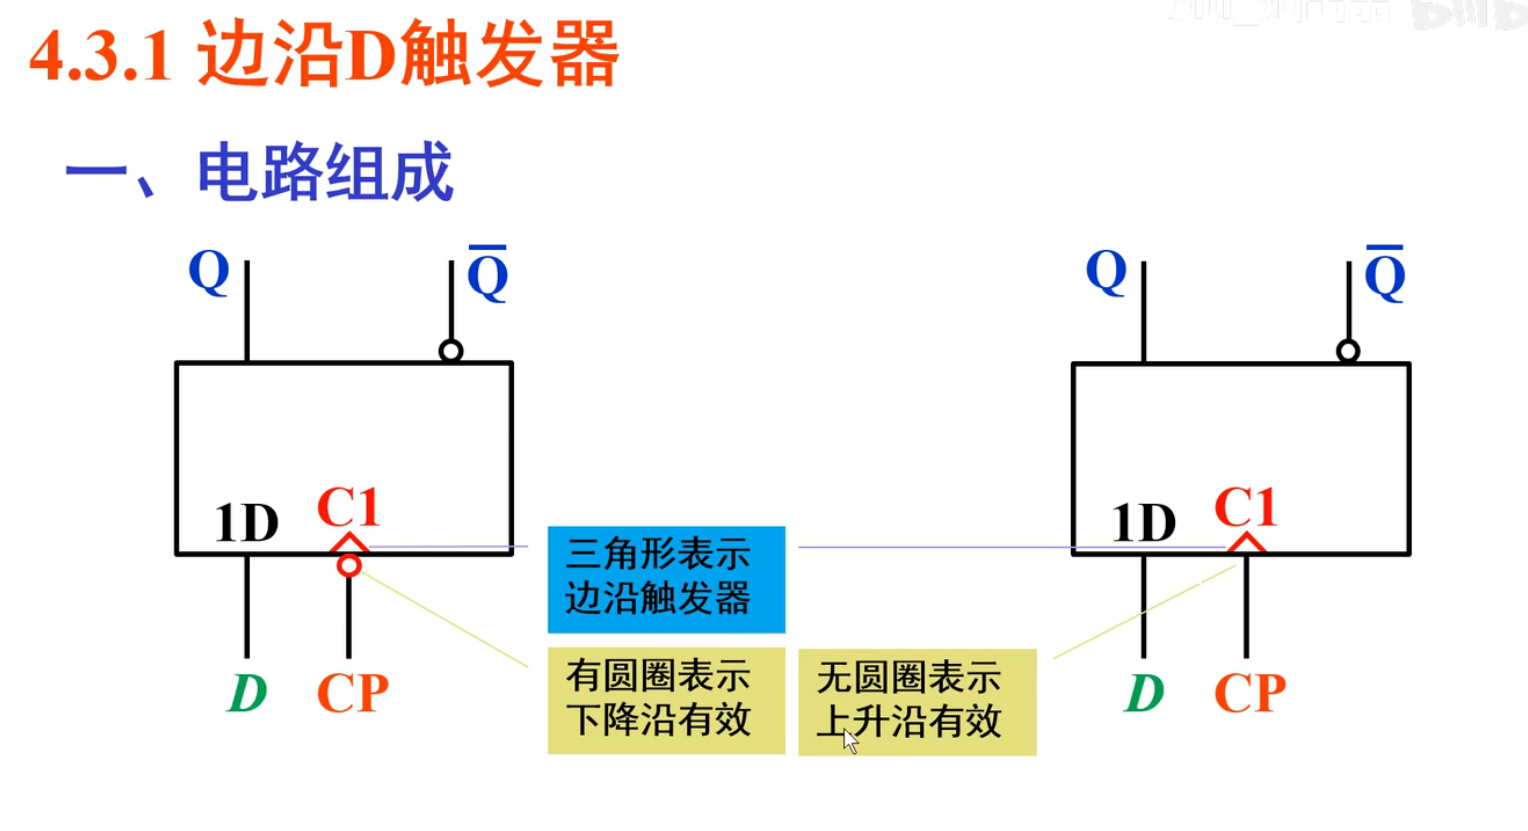 4.3.1 边沿D触发器
一、电路组成
Q
Q̅
Q
Q̅
1D
C1
1D
C1
三角形表示
边沿触发器
有圆圈表示
下降沿有效
无圆圈表示
上升沿有效
D
CP
D
CP